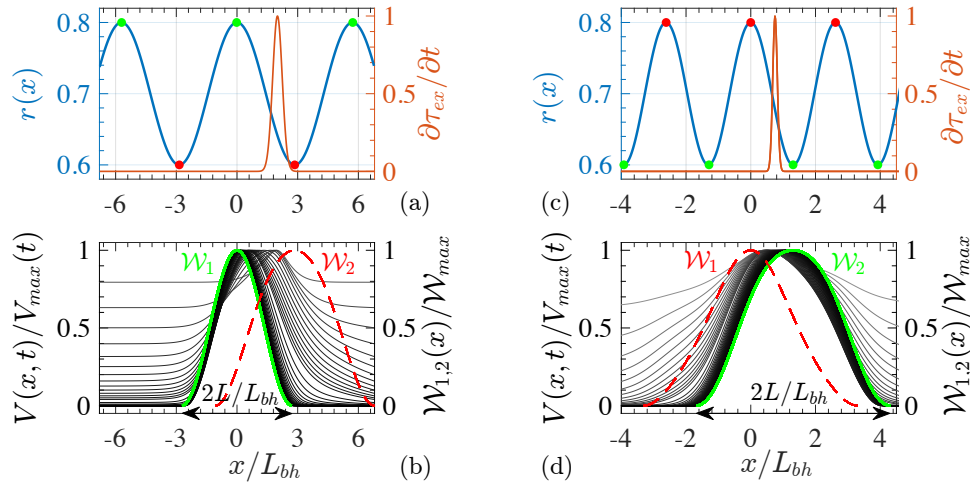 0.8
0.7
0.6
r(x)
1
0.5
0
∂τ_ex/∂t
-6 -3 0 3 6
(a)
0.8
0.7
0.6
r(x)
1
0.5
0
∂τ_ex/∂t
-4 -2 0 2 4
(c)
1
0.5
0
V(x,t)/V_max(t)
𝒲_1
𝒲_2
2L/L_bh
1
0.5
0
𝒲_{1,2}(x)/𝒲_max
-6 -3 0 3 6
x/L_bh
(b)
1
0.5
0
V(x,t)/V_max(t)
𝒲_1
𝒲_2
2L/L_bh
1
0.5
0
𝒲_{1,2}(x)/𝒲_max
-4 -2 0 2 4
x/L_bh
(d)